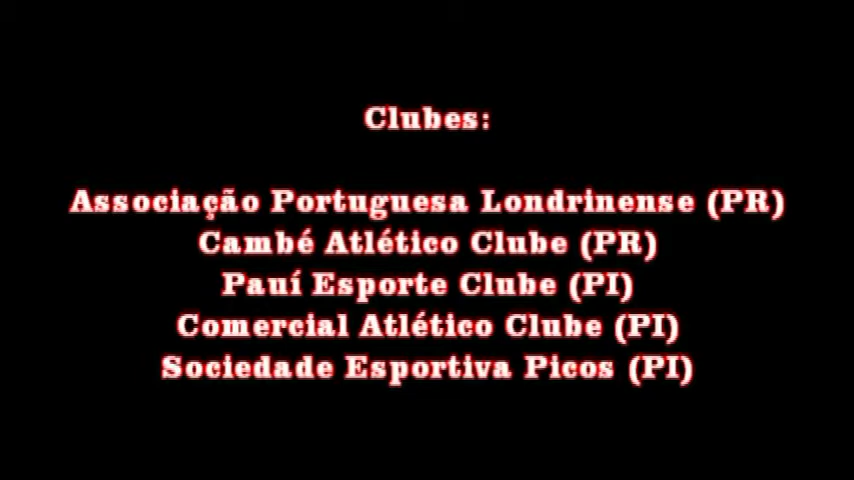 Clubes:
Associação Portuguesa Londrinense (PR)
Cambé Atlético Clube (PR)
Pauí Esporte Clube (PI)
Comercial Atlético Clube (PI)
Sociedade Esportiva Picos (PI)